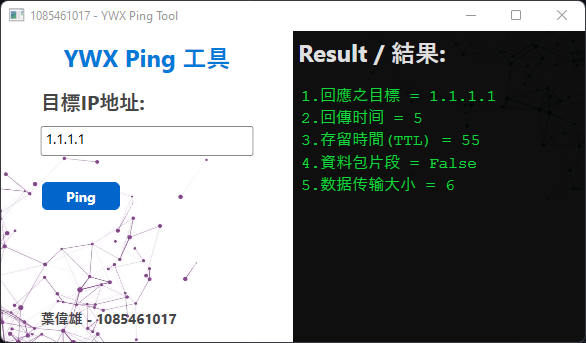 1085461017 - YWX Ping Tool
YWX Ping 工具
目標IP地址:
1.1.1.1
Ping
葉偉雄 - 1085461017
Result / 結果:
1.回應之目標 = 1.1.1.1
2.回傳时间 = 5
3.存留時間(TTL) = 55
4.資料包片段 = False
5.数据传输大小 = 6